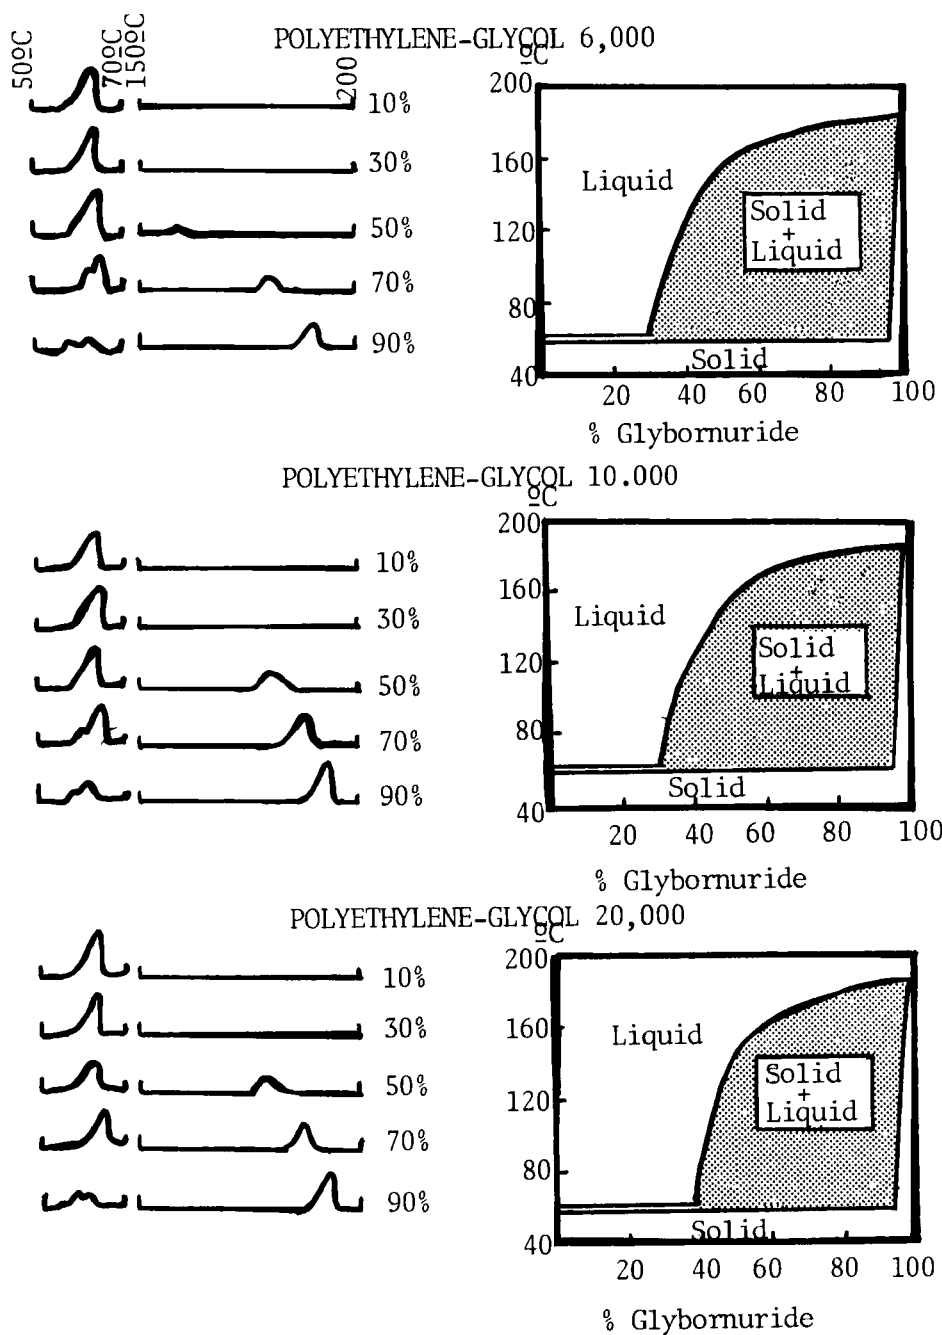 POLYETHYLENE-GLYCOL 6,000
50ºC
70ºC
150ºC
200
10%
30%
50%
70%
90%
ºC
200
160
120
80
40
Liquid
Solid
+
Liquid
Solid
20 40 60 80 100
% Glybornuride
POLYETHYLENE-GLYCOL 10.000
10%
30%
50%
70%
90%
ºC
200
160
120
80
40
Liquid
Solid
+
Liquid
Solid
20 40 60 80 100
% Glybornuride
POLYETHYLENE-GLYCOL 20,000
10%
30%
50%
70%
90%
ºC
200
160
120
80
40
Liquid
Solid
+
Liquid
Solid
20 40 60 80 100
% Glybornuride